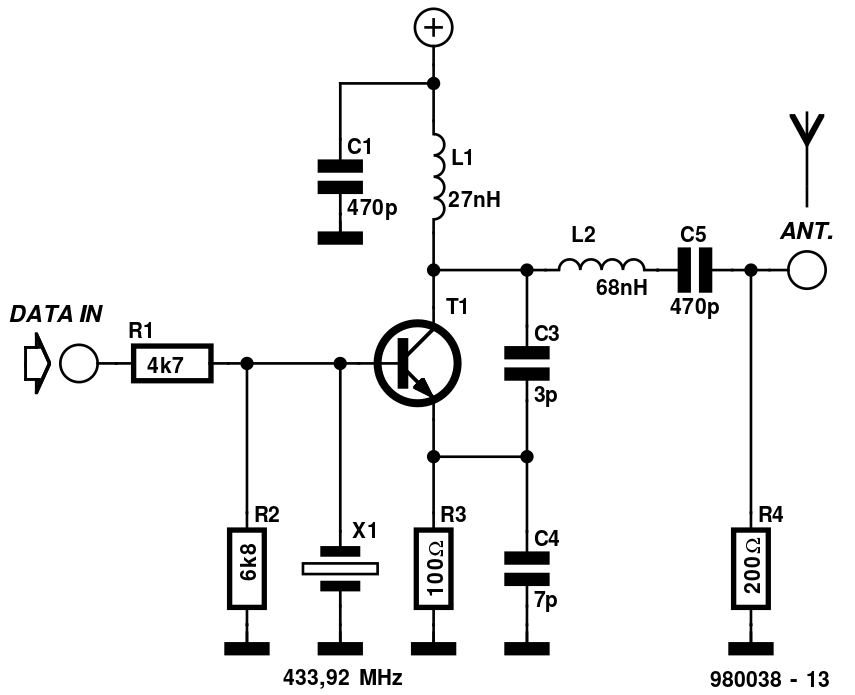 +
C1
L1
470p
27nH
ANT.
L2
C5
68nH
470p
T1
DATA IN
R1
4k7
C3
3p
R2
6k8
X1
R3
100Ω
C4
7p
R4
200Ω
433,92 MHz
980038 - 13